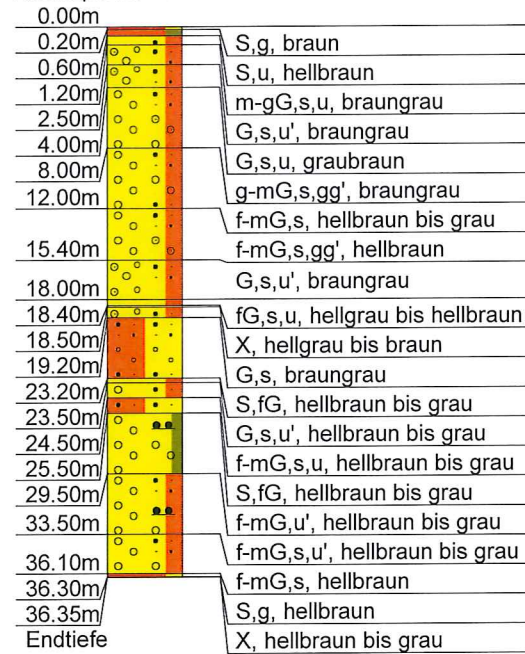 0.00m
0.20m S,g, braun
0.60m S,u, hellbraun
1.20m m-gG,s,u, braungrau
2.50m G,s,u', braungrau
4.00m G,s,u, graubraun
8.00m g-mG,s,gg', braungrau
12.00m f-mG,s, hellbraun bis grau
15.40m f-mG,s,gg', hellbraun
18.00m G,s,u', braungrau
18.40m fG,s,u, hellgrau bis hellbraun
18.50m X, hellgrau bis braun
19.20m G,s, braungrau
23.20m S,fG, hellbraun bis grau
23.50m G,s,u', hellbraun bis grau
24.50m f-mG,s,u, hellbraun bis grau
25.50m S,fG, hellbraun bis grau
29.50m f-mG,u', hellbraun bis grau
33.50m f-mG,s,u', hellbraun bis grau
36.10m f-mG,s, hellbraun
36.30m S,g, hellbraun
36.35m X, hellbraun bis grau
Endtiefe